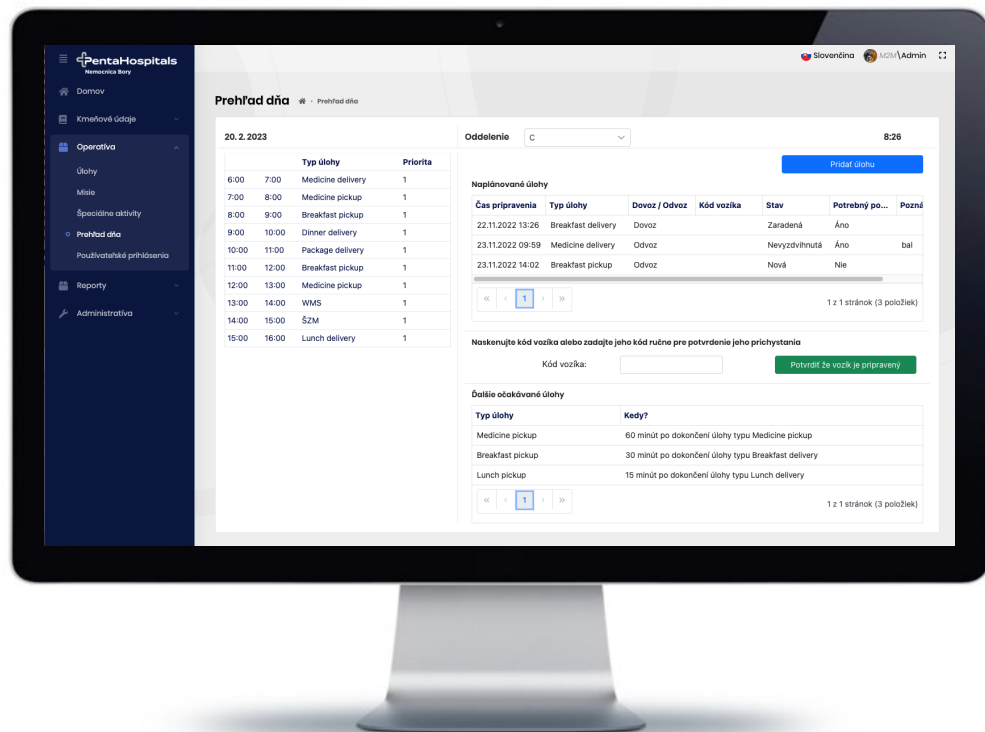 PentaHospitals
Nemocnica Bory
Slovenčina
M2M\Admin
Domov
Kmeňové údaje
Operatíva
Úlohy
Misie
Špeciálne aktivity
Prehľad dňa
Používateľské prihlásenia
Reporty
Administratíva
Prehľad dňa
Prehľad dňa
20. 2. 2023
Oddelenie C
8:26
Typ úlohy Priorita
6:00 7:00 Medicine delivery 1
7:00 8:00 Medicine pickup 1
8:00 9:00 Breakfast pickup 1
9:00 10:00 Dinner delivery 1
10:00 11:00 Package delivery 1
11:00 12:00 Breakfast pickup 1
12:00 13:00 Medicine pickup 1
13:00 14:00 WMS 1
14:00 15:00 ŠZM 1
15:00 16:00 Lunch delivery 1
Pridať úlohu
Naplánované úlohy
Čas pripravenia Typ úlohy Dovoz / Odvoz Kód vozíka Stav Potrebný po... Pozná
22.11.2022 13:26 Breakfast delivery Dovoz Zaradená Áno
23.11.2022 09:59 Medicine delivery Odvoz Nevyzdvihnutá Áno bal
23.11.2022 14:02 Breakfast pickup Odvoz Nová Nie
« ‹ 1 › »
1 z 1 stránok (3 položiek)
Naskenujte kód vozíka alebo zadajte jeho kód ručne pre potvrdenie jeho prichystania
Kód vozíka:
Potvrdiť že vozík je pripravený
Ďalšie očakávané úlohy
Typ úlohy Kedy?
Medicine pickup 60 minút po dokončení úlohy typu Medicine pickup
Breakfast pickup 30 minút po dokončení úlohy typu Breakfast delivery
Lunch pickup 15 minút po dokončení úlohy typu Lunch delivery
« ‹ 1 › »
1 z 1 stránok (3 položiek)